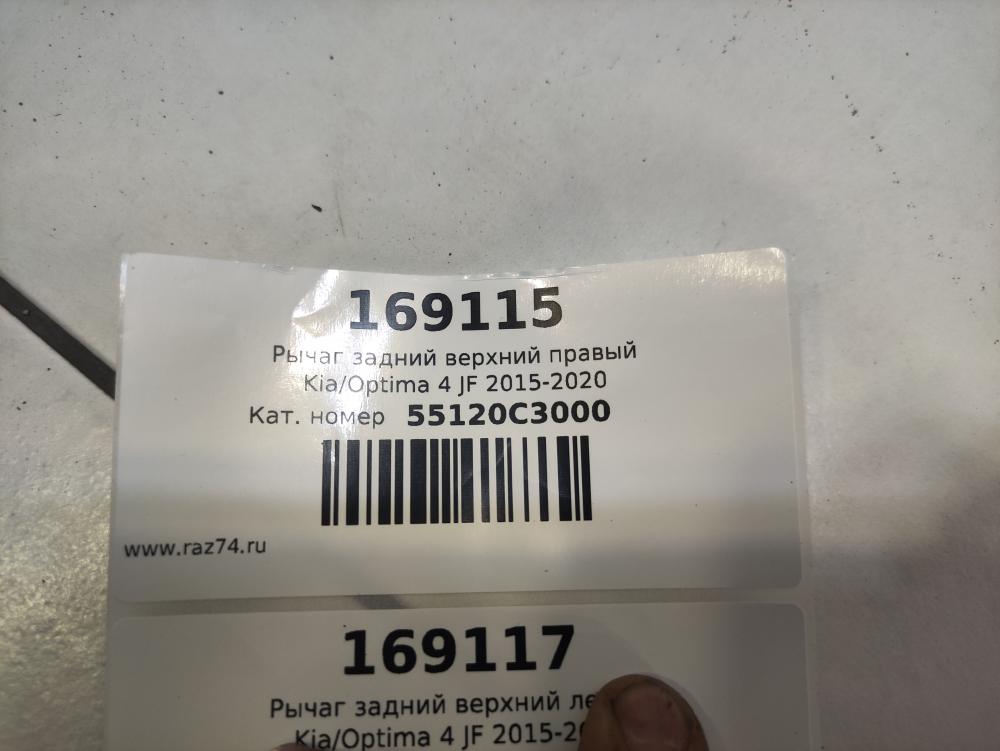 169115
Рычаг задний верхний правый
Kia/Optima 4 JF 2015-2020
Кат. номер 55120C3000
www.raz74.ru
169117
Рычаг задний верхний
Kia/Optima 4 JF